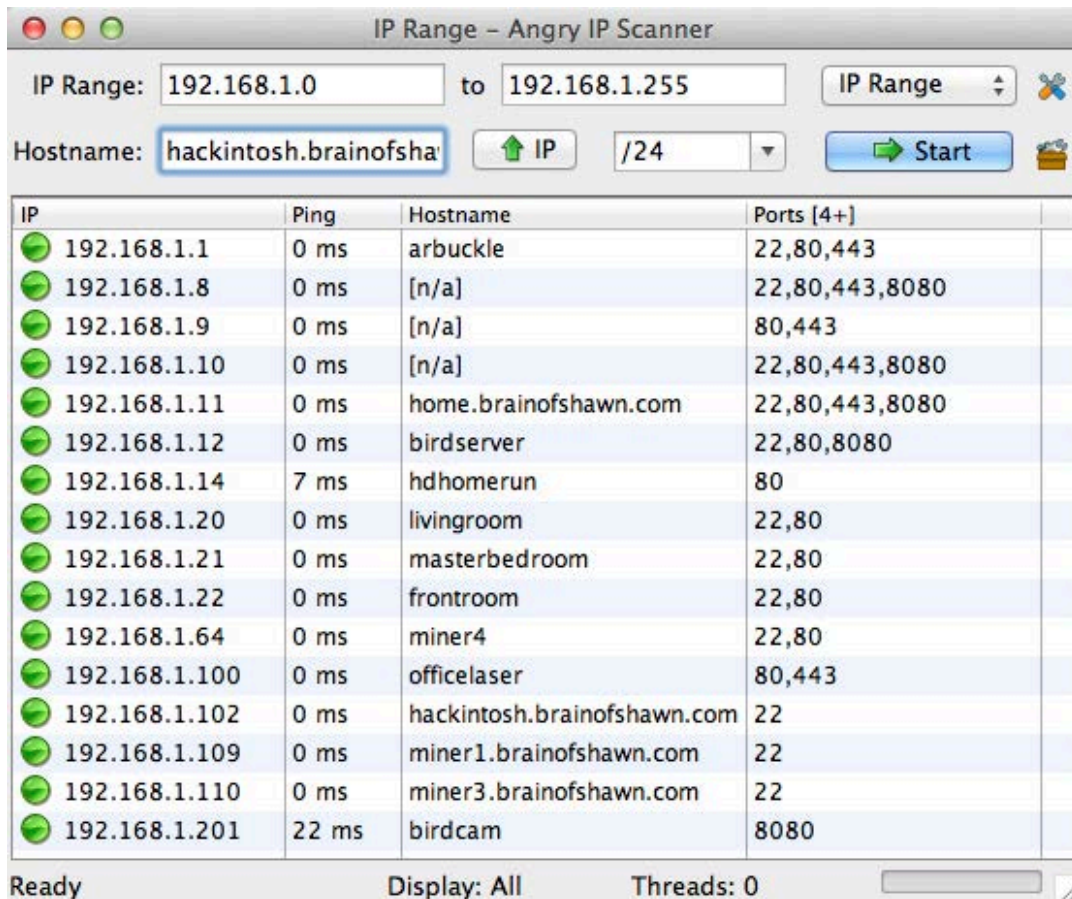 IP Range – Angry IP Scanner
IP Range: 192.168.1.0 to 192.168.1.255 IP Range
Hostname: hackintosh.brainofsha IP /24 Start
IP Ping Hostname Ports [4+]
192.168.1.1 0 ms arbuckle 22,80,443
192.168.1.8 0 ms [n/a] 22,80,443,8080
192.168.1.9 0 ms [n/a] 80,443
192.168.1.10 0 ms [n/a] 22,80,443,8080
192.168.1.11 0 ms home.brainofshawn.com 22,80,443,8080
192.168.1.12 0 ms birdserver 22,80,8080
192.168.1.14 7 ms hdhomerun 80
192.168.1.20 0 ms livingroom 22,80
192.168.1.21 0 ms masterbedroom 22,80
192.168.1.22 0 ms frontroom 22,80
192.168.1.64 0 ms miner4 22,80
192.168.1.100 0 ms officelaser 80,443
192.168.1.102 0 ms hackintosh.brainofshawn.com 22
192.168.1.109 0 ms miner1.brainofshawn.com 22
192.168.1.110 0 ms miner3.brainofshawn.com 22
192.168.1.201 22 ms birdcam 8080
Ready Display: All Threads: 0